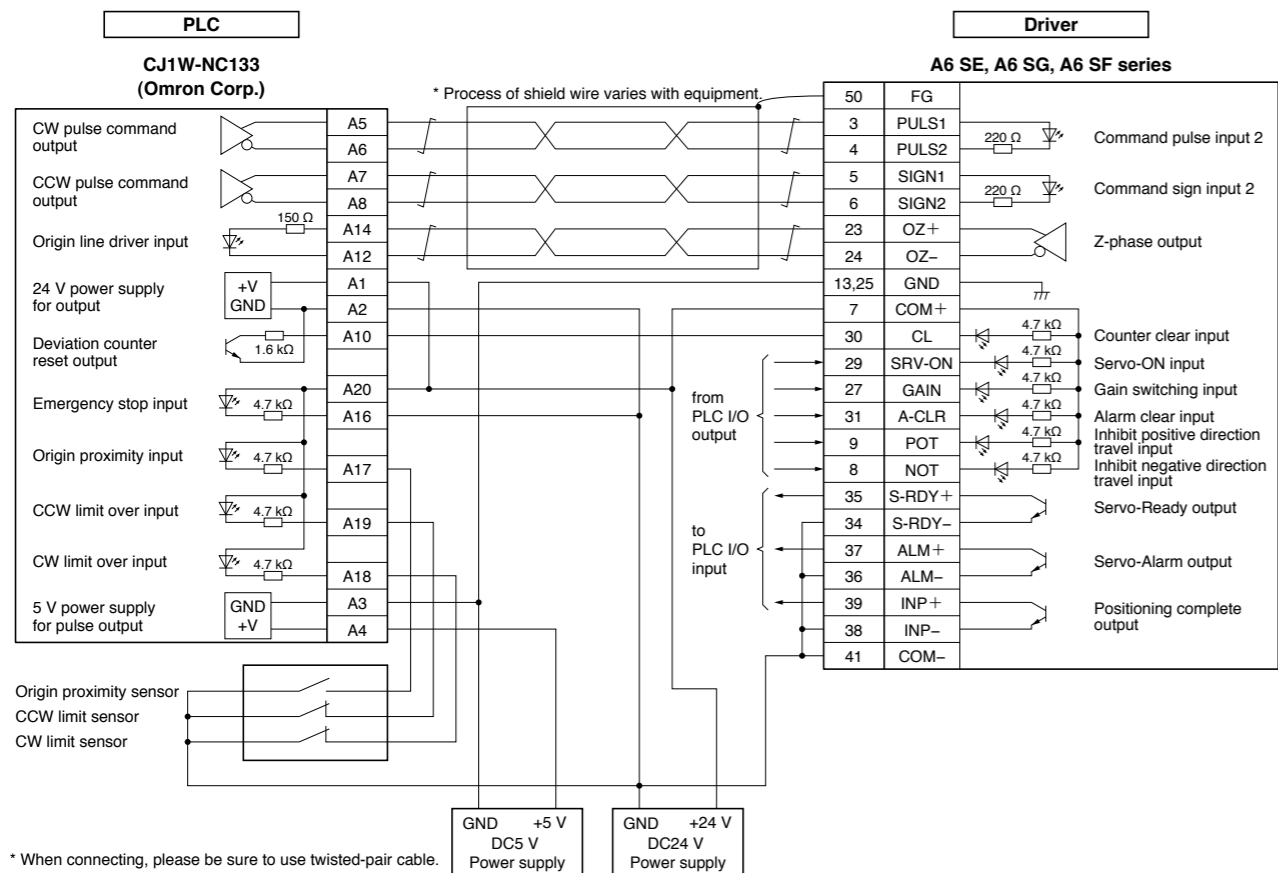 PLC
Driver
CJ1W-NC133
(Omron Corp.)
A6 SE, A6 SG, A6 SF series
* Process of shield wire varies with equipment.
CW pulse command
output
A5
A6
CCW pulse command
output
A7
A8
Origin line driver input
150 Ω
A14
A12
24 V power supply
for output
+V
GND
A1
A2
Deviation counter
reset output
1.6 kΩ
A10
A20
Emergency stop input
4.7 kΩ
A16
Origin proximity input
4.7 kΩ
A17
CCW limit over input
4.7 kΩ
A19
CW limit over input
4.7 kΩ
A18
5 V power supply
for pulse output
GND
+V
A3
A4
50 FG
3 PULS1
4 PULS2
220 Ω
Command pulse input 2
5 SIGN1
6 SIGN2
220 Ω
Command sign input 2
23 OZ+
24 OZ−
Z-phase output
13,25 GND
7 COM+
30 CL
4.7 kΩ
Counter clear input
29 SRV-ON
4.7 kΩ
Servo-ON input
27 GAIN
4.7 kΩ
Gain switching input
31 A-CLR
4.7 kΩ
Alarm clear input
9 POT
4.7 kΩ
Inhibit positive direction
travel input
8 NOT
4.7 kΩ
Inhibit negative direction
travel input
from
PLC I/O
output
35 S-RDY+
34 S-RDY−
Servo-Ready output
37 ALM+
36 ALM−
Servo-Alarm output
39 INP+
38 INP−
Positioning complete
output
41 COM−
to
PLC I/O
input
Origin proximity sensor
CCW limit sensor
CW limit sensor
GND +5 V
DC5 V
Power supply
GND +24 V
DC24 V
Power supply
* When connecting, please be sure to use twisted-pair cable.